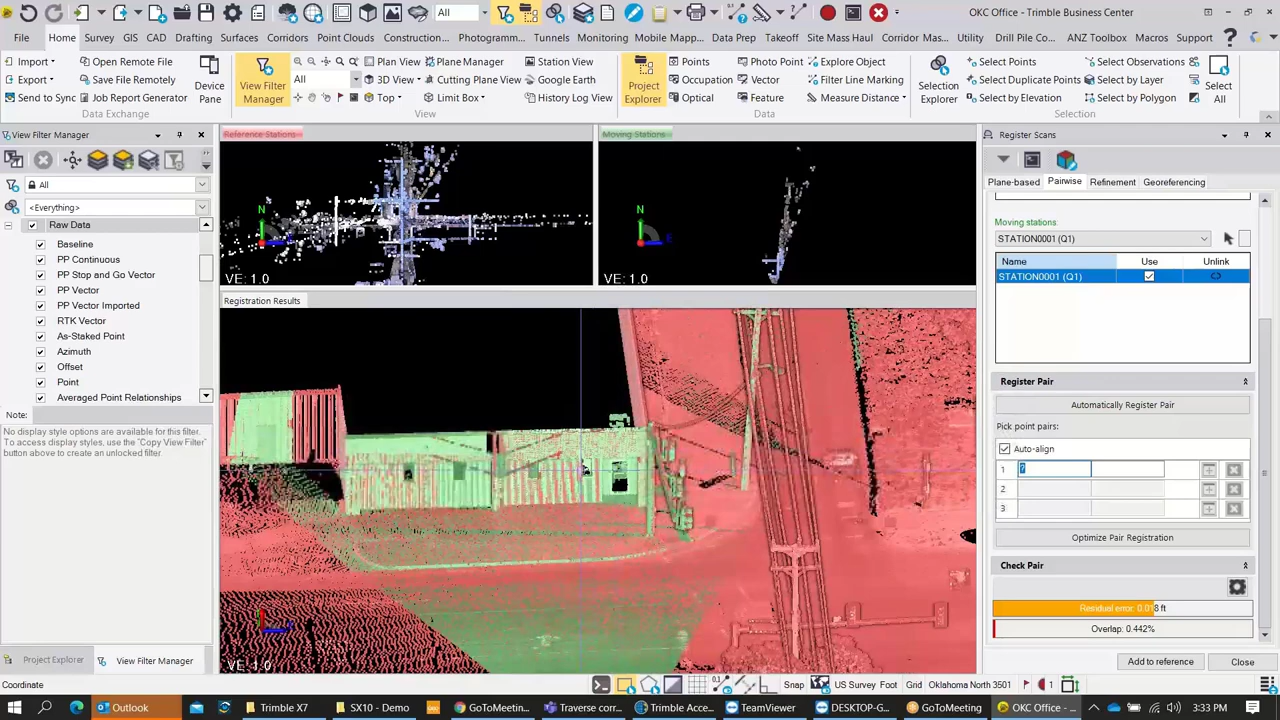 All
OKC Office - Trimble Business Center
File Home Survey GIS CAD Drafting Surfaces Corridors Point Clouds Construction... Photogramm... Tunnels Monitoring Mobile Mapp... Data Prep Takeoff Site Mass Haul Corridor Mas... Utility Drill Pile Co... ANZ Toolbox Macros Support
Import Open Remote File
Export Save File Remotely
Send to Sync Job Report Generator
Device Pane
Data Exchange
View Filter Manager
All
Plan View Plane Manager Station View
3D View Cutting Plane View Google Earth
Top Limit Box History Log View
View
Project Explorer
Points Photo Point Explore Object
Occupation Vector Filter Line Marking
Optical Feature Measure Distance
Data
Selection Explorer
Select Points Select Observations
Select Duplicate Points Select by Layer
Select by Elevation Select by Polygon
Select All
Selection
View Filter Manager
All
<Everything>
Raw Data
Baseline
PP Continuous
PP Stop and Go Vector
PP Vector
PP Vector Imported
RTK Vector
As-Staked Point
Azimuth
Offset
Point
Averaged Point Relationships
Note:
No display style options are available for this filter.
To access display styles, use the "Copy View Filter"
button above to create an unlocked filter.
Project Explorer View Filter Manager
Reference Stations
N
VE: 1.0
Moving Stations
N
VE: 1.0
Registration Results
VE: 1.0
Register Scans
Plane-based Pairwise Refinement Georeferencing
Moving stations:
STATION0001 (Q1)
Name Use Unlink
STATION0001 (Q1)
Register Pair
Automatically Register Pair
Pick point pairs:
Auto-align
1 ?
2
3
Optimize Pair Registration
Check Pair
Residual error: 0.018 ft
Overlap: 0.442%
Add to reference Close
Coordinate
Snap US Survey Foot Grid Oklahoma North 3501 1
Outlook Trimble X7 SX10 - Demo GoToMeetin... Traverse corr... Trimble Acce... TeamViewer DESKTOP-G... GoToMeeting OKC Office - ... 3:33 PM